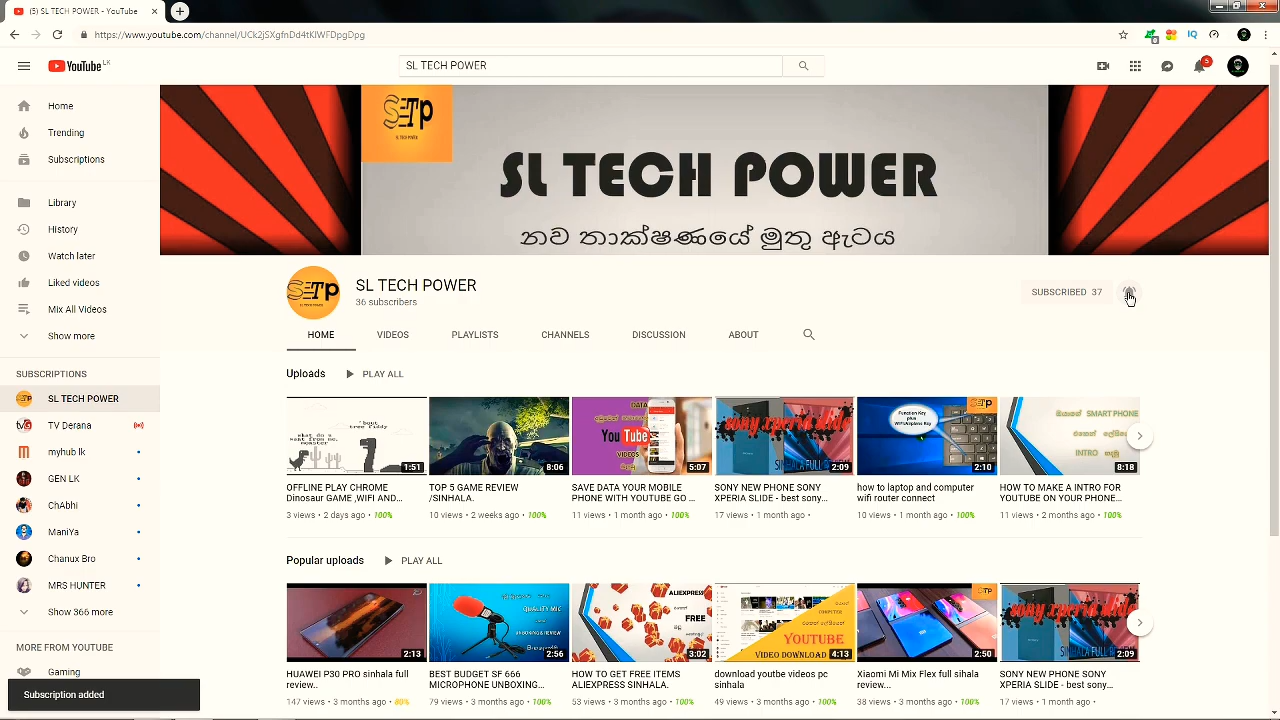 (5) SL TECH POWER - YouTube
https://www.youtube.com/channel/UCk2jSXgfnDd4tKlWFDpgDpg
IQ
YouTube LK
SL TECH POWER
5
Home
Trending
Subscriptions
Library
History
Watch later
Liked videos
Mix All Videos
Show more
SUBSCRIPTIONS
SL TECH POWER
TV Derana
myhub lk
GEN LK
ChAbhi
ManiYa
Chanux Bro
MRS HUNTER
Show 366 more
MORE FROM YOUTUBE
Gaming
Subscription added
SETP
SL TECH POWER
SL TECH POWER
නව තාක්ෂණයේ මුතු ඇටය
SETP
SL TECH POWER
36 subscribers
SUBSCRIBED 37
HOME VIDEOS PLAYLISTS CHANNELS DISCUSSION ABOUT
Uploads PLAY ALL
1:51 8:06 5:07 2:09 2:10 8:18
OFFLINE PLAY CHROME
Dinosaur GAME ,WIFI AND...
3 views • 2 days ago • 100%
TOP 5 GAME REVIEW
/SINHALA.
10 views • 2 weeks ago • 100%
SAVE DATA YOUR MOBILE
PHONE WITH YOUTUBE GO ...
11 views • 1 month ago • 100%
SONY NEW PHONE SONY
XPERIA SLIDE - best sony...
17 views • 1 month ago •
how to laptop and computer
wifi router connect
10 views • 1 month ago • 100%
HOW TO MAKE A INTRO FOR
YOUTUBE ON YOUR PHONE...
11 views • 2 months ago • 100%
Popular uploads PLAY ALL
2:13 2:56 3:02 4:13 2:50 2:09
HUAWEI P30 PRO sinhala full
review..
147 views • 3 months ago • 80%
BEST BUDGET SF 666
MICROPHONE UNBOXING...
79 views • 3 months ago • 100%
HOW TO GET FREE ITEMS
ALIEXPRESS SINHALA.
53 views • 3 months ago • 100%
download youtbe videos pc
sinhala
49 views • 3 months ago • 100%
Xiaomi Mi Mix Flex full sihala
review...
38 views • 3 months ago • 100%
SONY NEW PHONE SONY
XPERIA SLIDE - best sony...
17 views • 1 month ago •